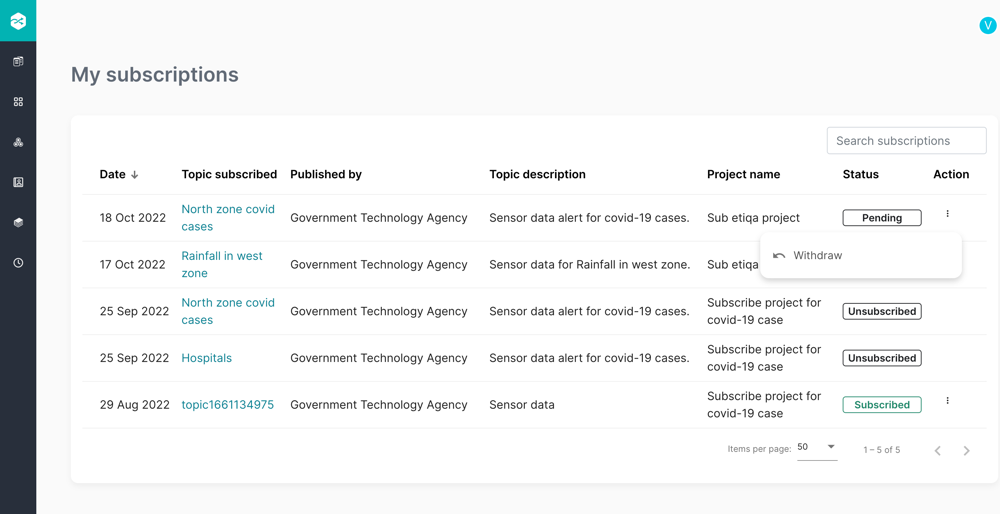 V
My subscriptions
Search subscriptions
Date Topic subscribed Published by Topic description Project name Status Action
18 Oct 2022 North zone covid cases Government Technology Agency Sensor data alert for covid-19 cases. Sub etiqa project Pending
Withdraw
17 Oct 2022 Rainfall in west zone Government Technology Agency Sensor data for Rainfall in west zone. Sub etiqa
25 Sep 2022 North zone covid cases Government Technology Agency Sensor data alert for covid-19 cases. Subscribe project for covid-19 case Unsubscribed
25 Sep 2022 Hospitals Government Technology Agency Sensor data alert for covid-19 cases. Subscribe project for covid-19 case Unsubscribed
29 Aug 2022 topic1661134975 Government Technology Agency Sensor data Subscribe project for covid-19 case Subscribed
Items per page: 50 1 – 5 of 5